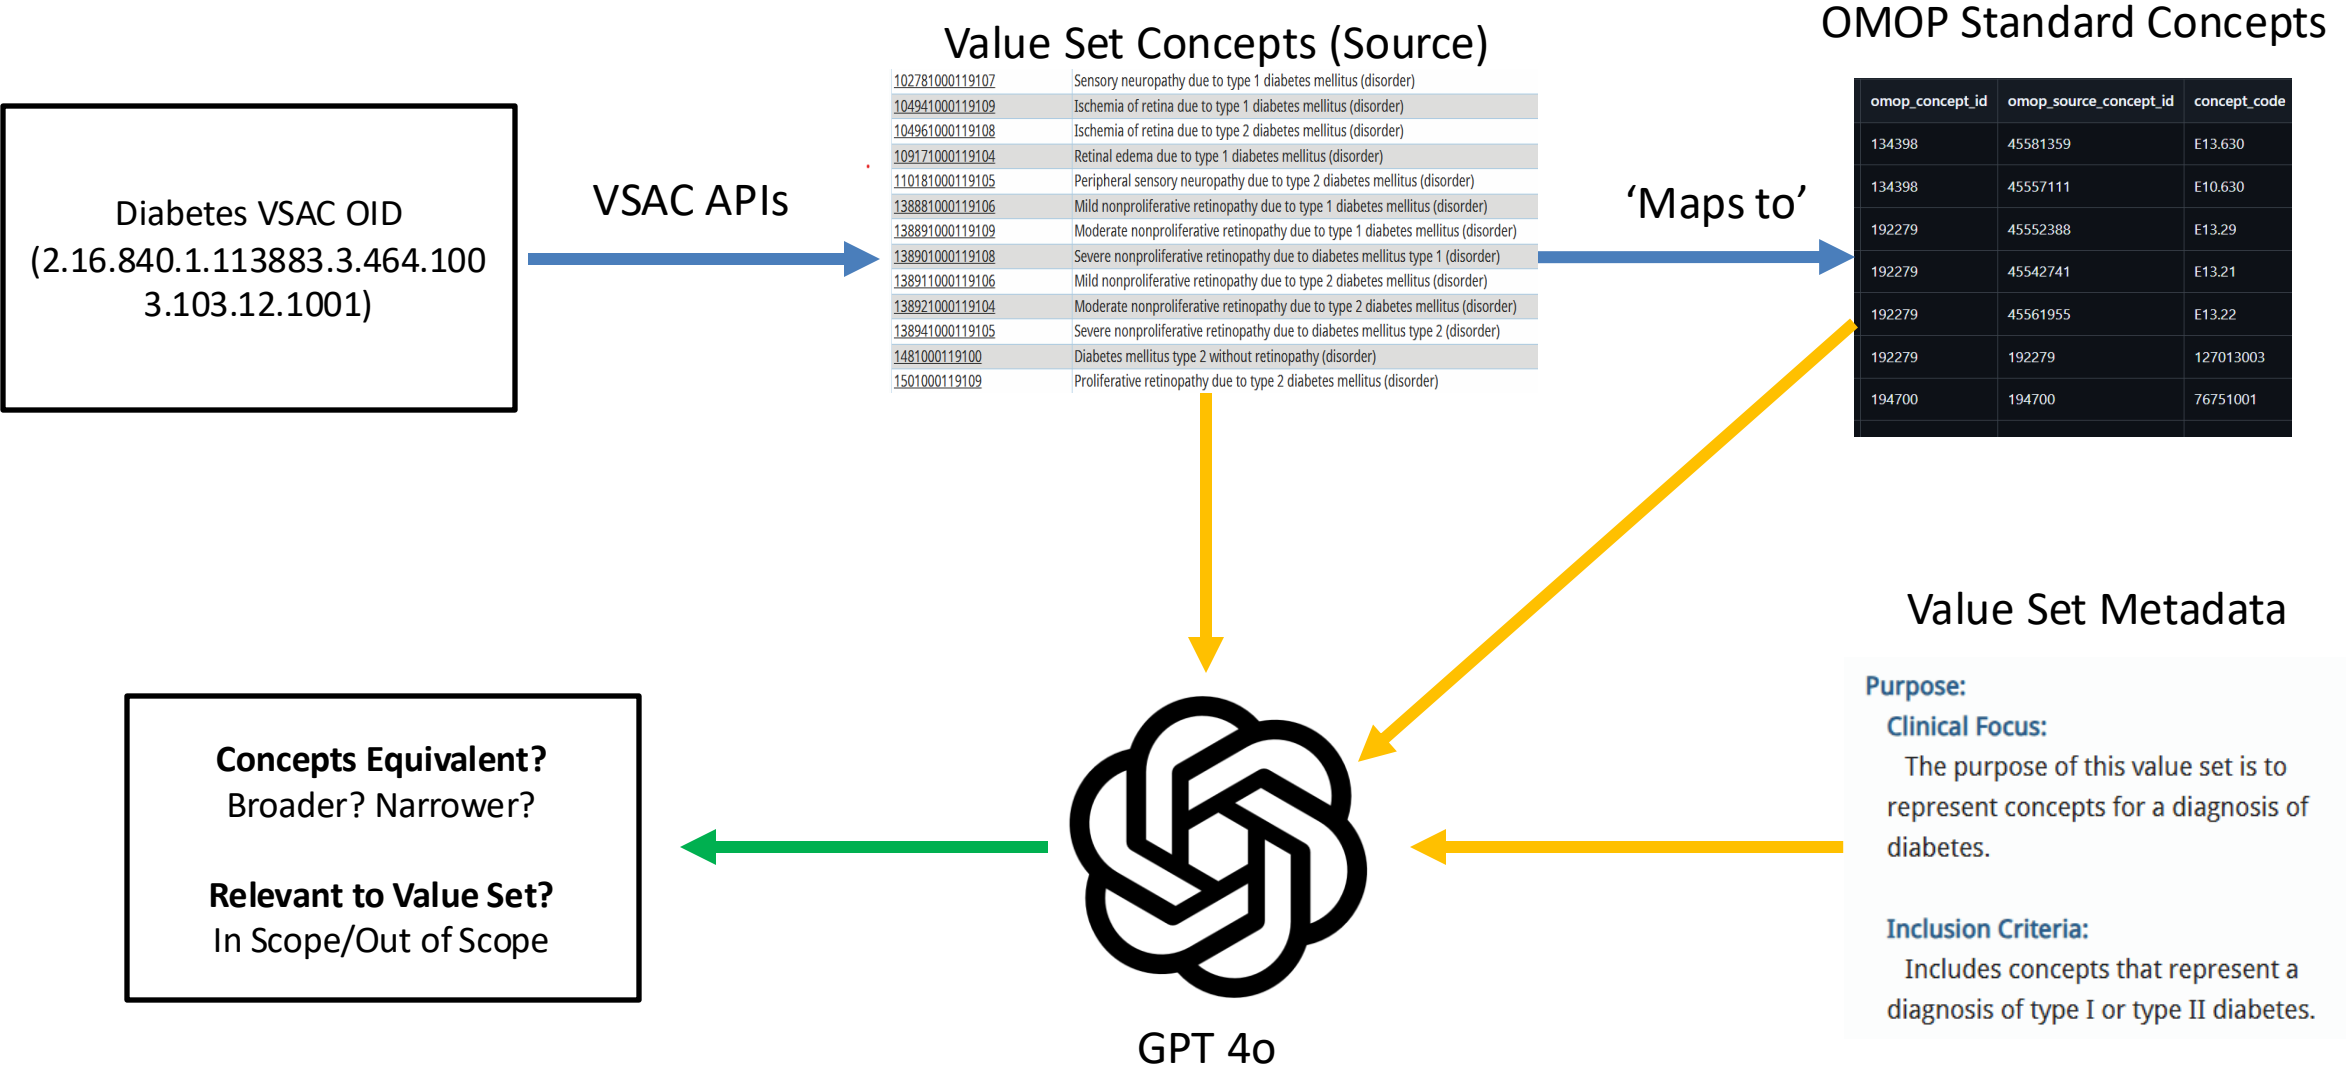 Diabetes VSAC OID
(2.16.840.1.113883.3.464.100
3.103.12.1001)
VSAC APIs
Value Set Concepts (Source)
102781000119107 Sensory neuropathy due to type 1 diabetes mellitus (disorder)
104941000119109 Ischemia of retina due to type 1 diabetes mellitus (disorder)
104961000119108 Ischemia of retina due to type 2 diabetes mellitus (disorder)
109171000119104 Retinal edema due to type 1 diabetes mellitus (disorder)
110181000119105 Peripheral sensory neuropathy due to type 2 diabetes mellitus (disorder)
138881000119106 Mild nonproliferative retinopathy due to type 1 diabetes mellitus (disorder)
138891000119109 Moderate nonproliferative retinopathy due to type 1 diabetes mellitus (disorder)
138901000119108 Severe nonproliferative retinopathy due to diabetes mellitus type 1 (disorder)
138911000119106 Mild nonproliferative retinopathy due to type 2 diabetes mellitus (disorder)
138921000119104 Moderate nonproliferative retinopathy due to type 2 diabetes mellitus (disorder)
138941000119105 Severe nonproliferative retinopathy due to diabetes mellitus type 2 (disorder)
1481000119100 Diabetes mellitus type 2 without retinopathy (disorder)
1501000119109 Proliferative retinopathy due to type 2 diabetes mellitus (disorder)
‘Maps to’
OMOP Standard Concepts
omop_concept_id omop_source_concept_id concept_code
134398 45581359 E13.630
134398 45557111 E10.630
192279 45552388 E13.29
192279 45542741 E13.21
192279 45561955 E13.22
192279 192279 127013003
194700 194700 76751001
Value Set Metadata
Purpose:
Clinical Focus:
The purpose of this value set is to
represent concepts for a diagnosis of
diabetes.
Inclusion Criteria:
Includes concepts that represent a
diagnosis of type I or type II diabetes.
GPT 4o
Concepts Equivalent?
Broader? Narrower?
Relevant to Value Set?
In Scope/Out of Scope